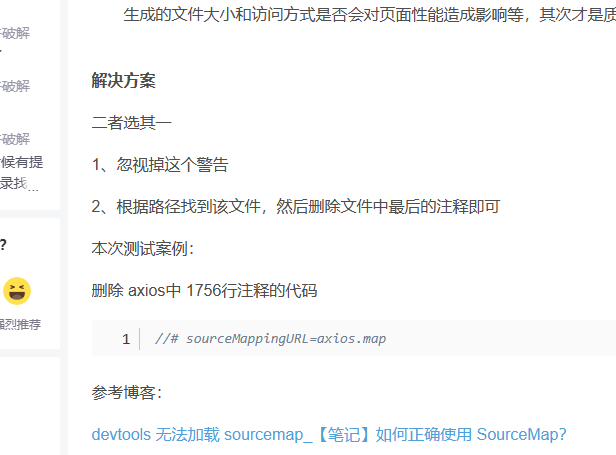 生成的文件大小和访问方式是否会对页面性能造成影响等，其次才是质
破解
解决方案
破解
二者选其一
破解
候有提
1、忽视掉这个警告
录找...
2、根据路径找到该文件，然后删除文件中最后的注释即可
?
本次测试案例：
删除 axios中 1756行注释的代码
强烈推荐
1 //# sourceMappingURL=axios.map
参考博客：
devtools 无法加载 sourcemap_【笔记】如何正确使用 SourceMap?